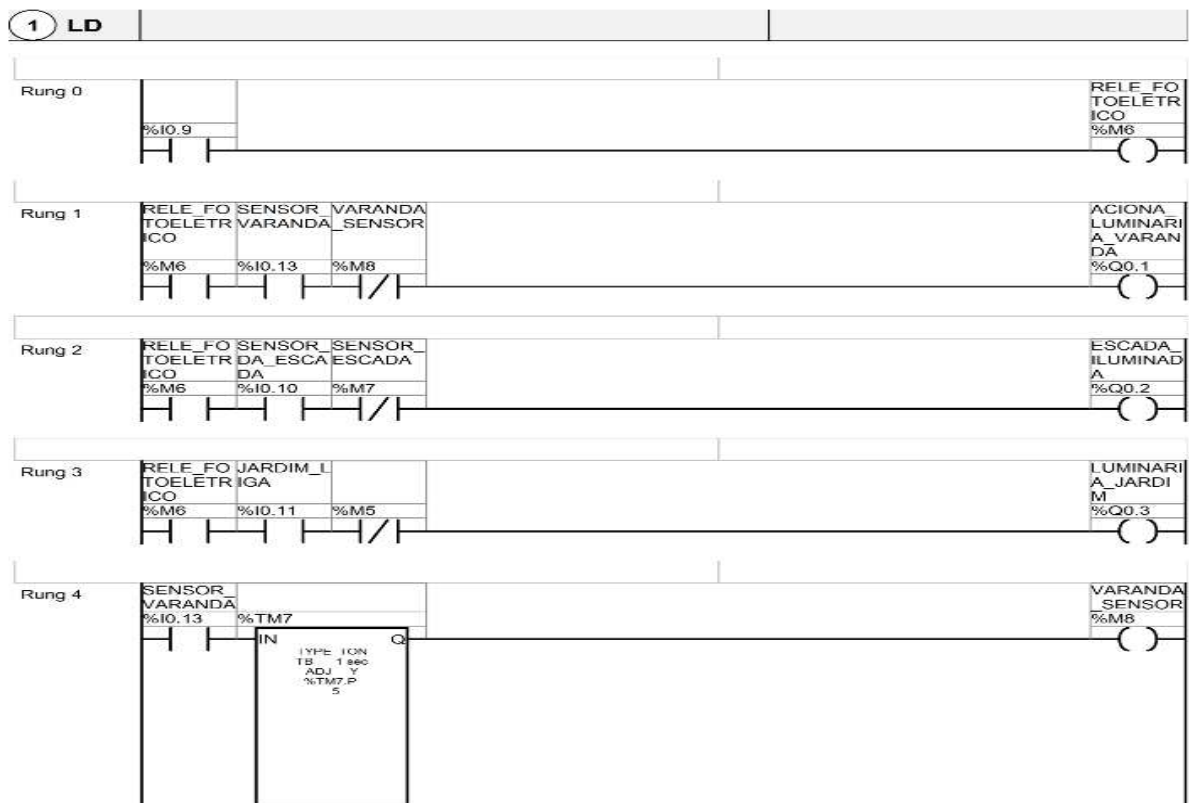 1 LD
Rung 0
%I0.9
RELE_FO
TOELETR
ICO
%M6
Rung 1
RELE_FO
TOELETR
ICO
%M6
SENSOR_
VARANDA
%I0.13
VARANDA
_SENSOR
%M8
ACIONA_
LUMINARI
A_VARAN
DA
%Q0.1
Rung 2
RELE_FO
TOELETR
ICO
%M6
SENSOR_
DA_ESCA
DA
%I0.10
SENSOR_
ESCADA
%M7
ESCADA_
ILUMINAD
A
%Q0.2
Rung 3
RELE_FO
TOELETR
ICO
%M6
JARDIM_L
IGA
%I0.11
%M5
LUMINARI
A_JARDI
M
%Q0.3
Rung 4
SENSOR_
VARANDA
%I0.13
%TM7
IN Q
TYPE TON
TB 1 sec
ADJ Y
%TM7.P
5
VARANDA
_SENSOR
%M8